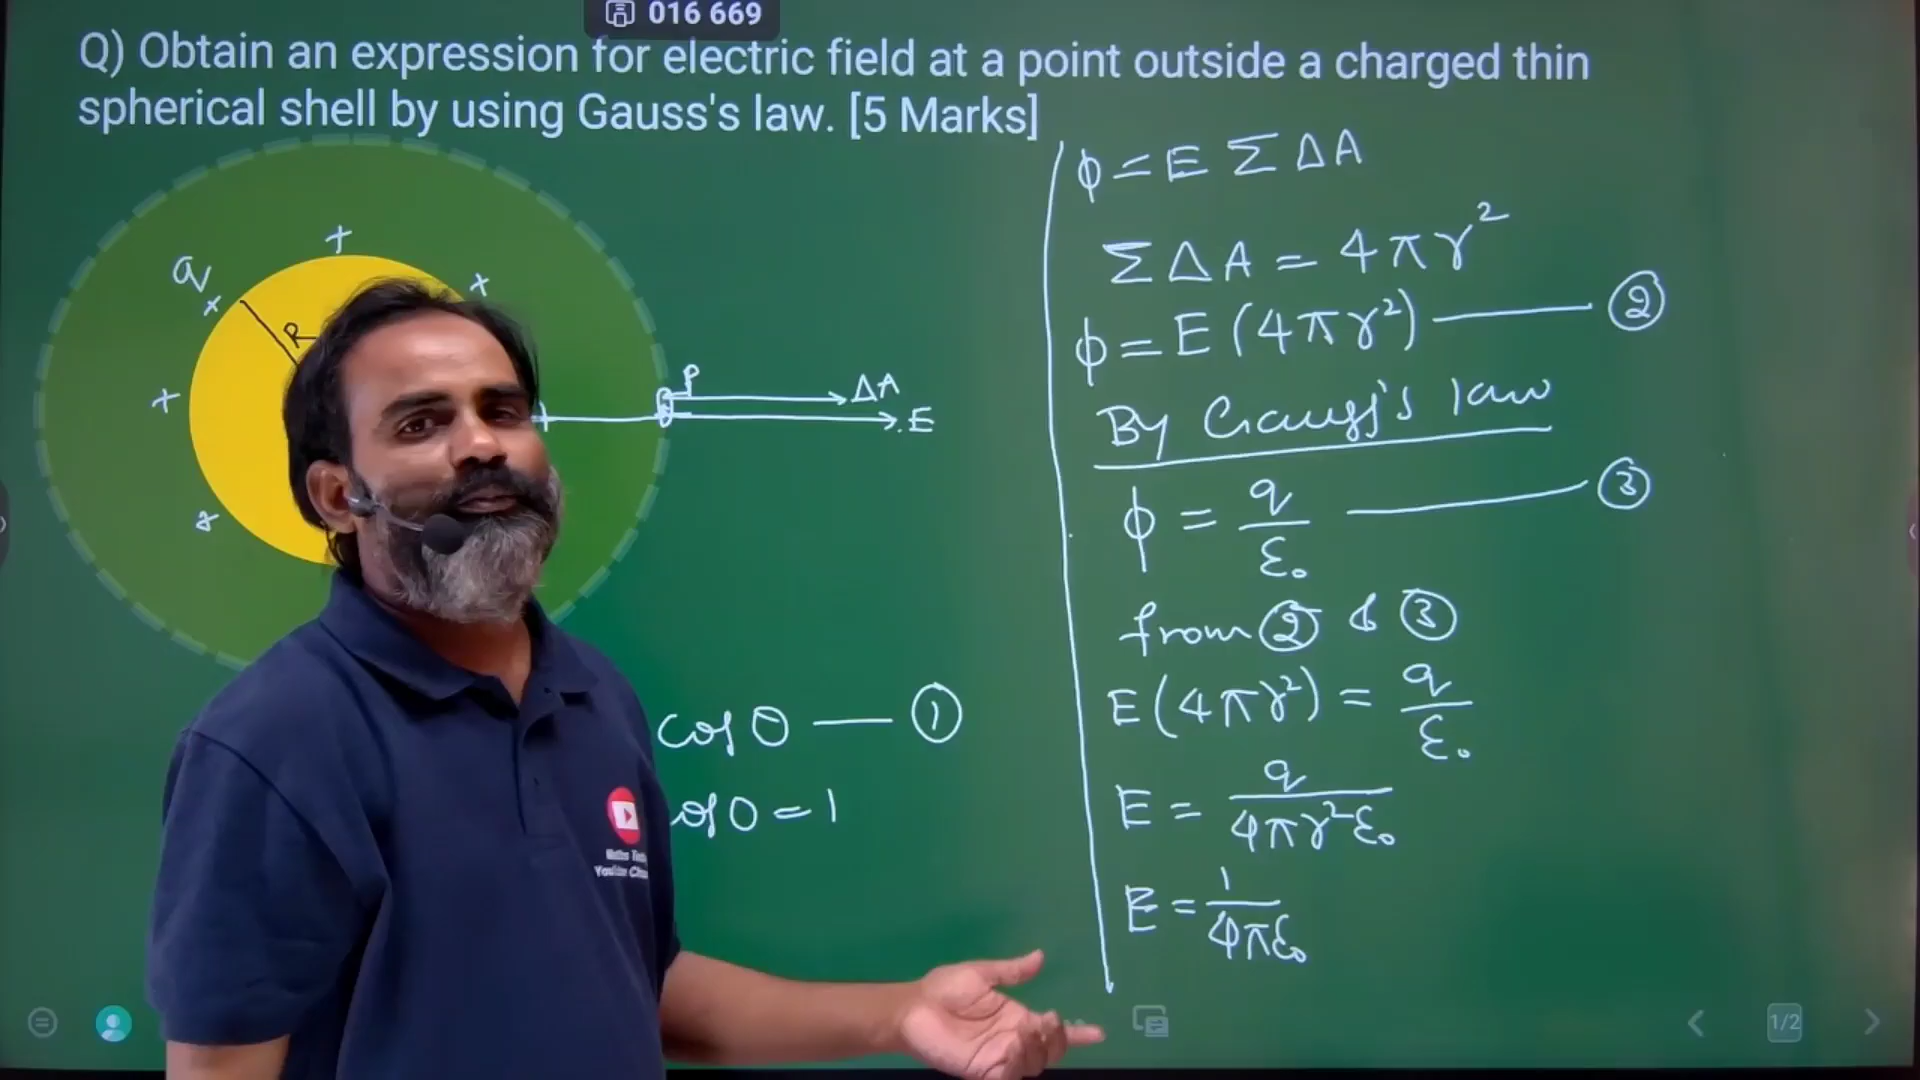 016 669
Q) Obtain an expression for electric field at a point outside a charged thin
spherical shell by using Gauss's law. [5 Marks]
+
q
+
+
R
+
+
P
ΔA
E
+
cos θ — ①
cos 0 = 1
φ = E Σ ΔA
Σ Δ A = 4πr²
φ = E (4πr²) — ②
By Gauss's law
φ = q/ε₀ — ③
from ② & ③
E(4πr²) = q/ε₀
E = q/4πr²ε₀
E = 1/4πε₀
Maths
YouTube
1/2